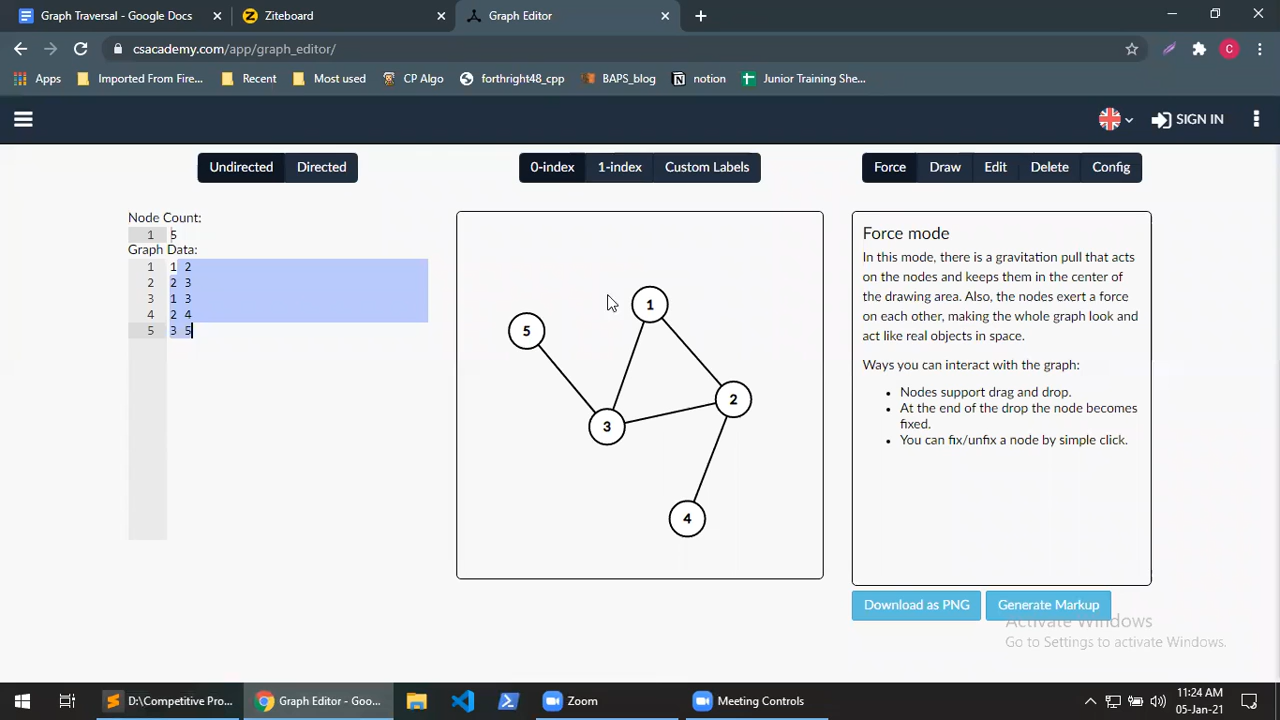 Graph Traversal - Google Docs
Ziteboard
Graph Editor
csacademy.com/app/graph_editor/
C
Apps
Imported From Fire...
Recent
Most used
CP Algo
forthright48_cpp
BAPS_blog
notion
Junior Training She...
SIGN IN
Undirected
Directed
0-index
1-index
Custom Labels
Force
Draw
Edit
Delete
Config
Node Count:
1 5
Graph Data:
1 1 2
2 2 3
3 1 3
4 2 4
5 3 5
1
5
2
3
4
Force mode
In this mode, there is a gravitation pull that acts
on the nodes and keeps them in the center of
the drawing area. Also, the nodes exert a force
on each other, making the whole graph look and
act like real objects in space.
Ways you can interact with the graph:
• Nodes support drag and drop.
• At the end of the drop the node becomes
fixed.
• You can fix/unfix a node by simple click.
Download as PNG
Generate Markup
Activate Windows
Go to Settings to activate Windows.
D:\Competitive Pro...
Graph Editor - Goo...
Zoom
Meeting Controls
11:24 AM
05-Jan-21